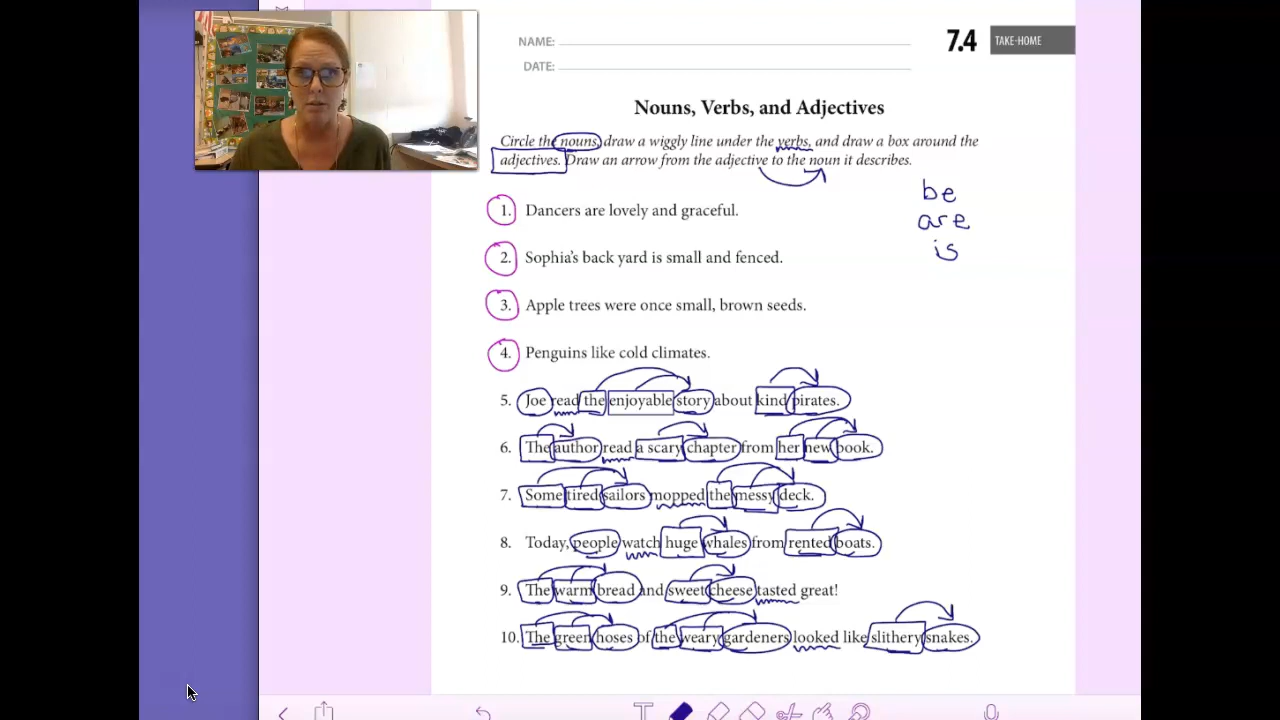 NAME:
7.4 TAKE-HOME
DATE:
Nouns, Verbs, and Adjectives
Circle the nouns, draw a wiggly line under the verbs, and draw a box around the
adjectives. Draw an arrow from the adjective to the noun it describes.
be
are
is
1. Dancers are lovely and graceful.
2. Sophia's back yard is small and fenced.
3. Apple trees were once small, brown seeds.
4. Penguins like cold climates.
5. Joe read the enjoyable story about kind pirates.
6. The author read a scary chapter from her new book.
7. Some tired sailors mopped the messy deck.
8. Today, people watch huge whales from rented boats.
9. The warm bread and sweet cheese tasted great!
10. The green hoses of the weary gardeners looked like slithery snakes.